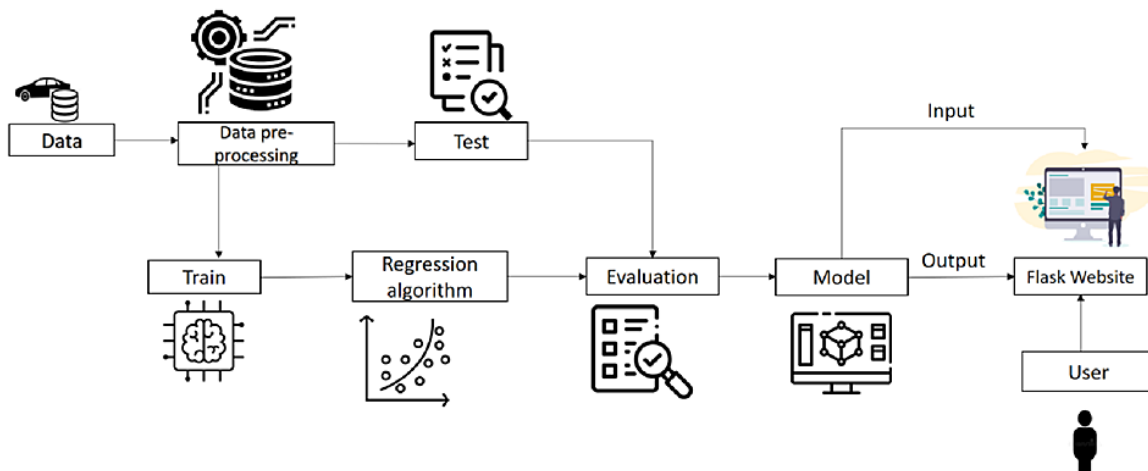 Input
Data
Data pre-
processing
Test
Train
Regression
algorithm
Evaluation
Model
Output
Flask Website
User